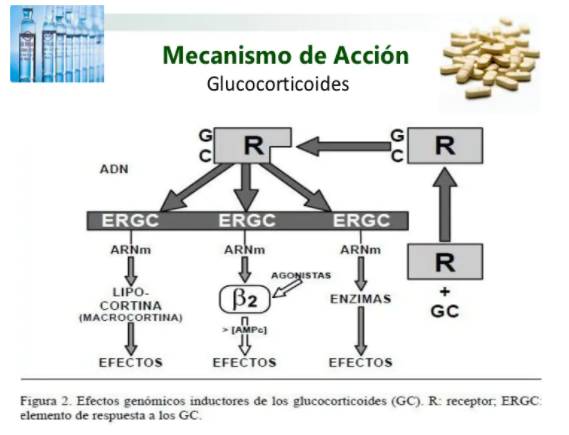 Mecanismo de Acción
Glucocorticoides
G
C
R
G
C
R
ADN
ERGC ERGC ERGC
ARNm ARNm ARNm
R
+
GC
AGONISTAS
LIPO-
CORTINA
(MACROCORTINA)
β2
ENZIMAS
> [AMPc]
EFECTOS EFECTOS EFECTOS
Figura 2. Efectos genómicos inductores de los glucocorticoides (GC). R: receptor; ERGC:
elemento de respuesta a los GC.